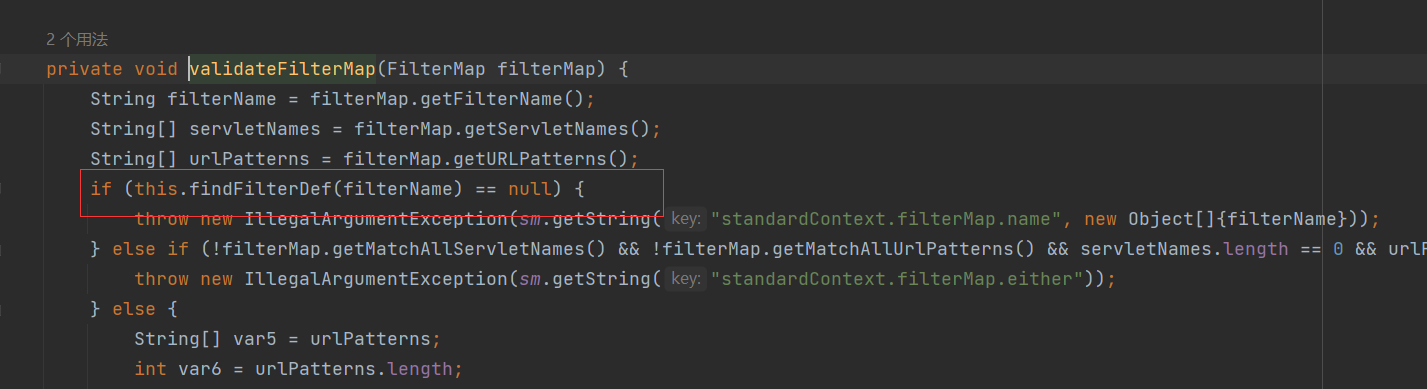 2 个用法
private void validateFilterMap(FilterMap filterMap) {
String filterName = filterMap.getFilterName();
String[] servletNames = filterMap.getServletNames();
String[] urlPatterns = filterMap.getURLPatterns();
if (this.findFilterDef(filterName) == null) {
throw new IllegalArgumentException(sm.getString( key: "standardContext.filterMap.name", new Object[]{filterName}));
} else if (!filterMap.getMatchAllServletNames() && !filterMap.getMatchAllUrlPatterns() && servletNames.length == 0 && urlP
throw new IllegalArgumentException(sm.getString( key: "standardContext.filterMap.either"));
} else {
String[] var5 = urlPatterns;
int var6 = urlPatterns.length;